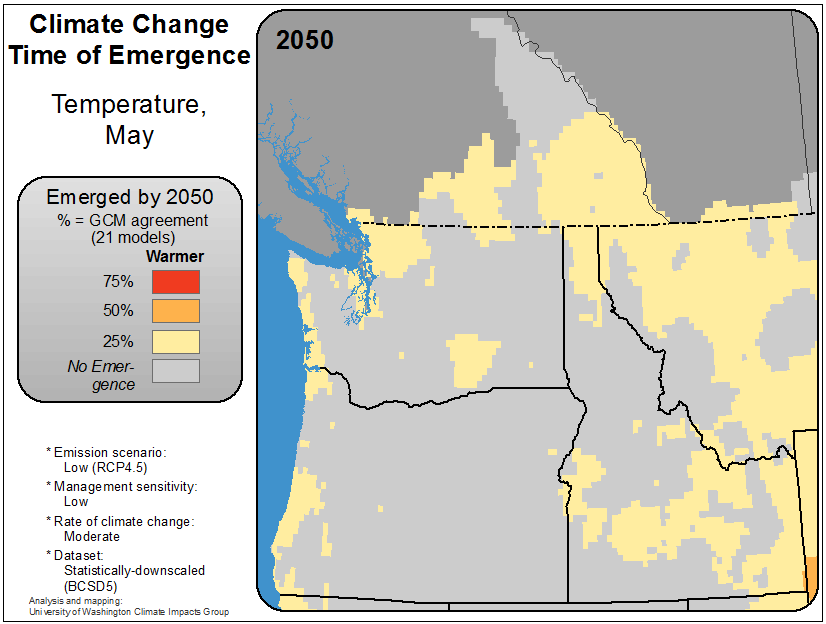 Climate Change
Time of Emergence
Temperature,
May
Emerged by 2050
% = GCM agreement
(21 models)
Warmer
75%
50%
25%
No Emer-
gence
* Emission scenario:
Low (RCP4.5)
* Management sensitivity:
Low
* Rate of climate change:
Moderate
* Dataset:
Statistically-downscaled
(BCSD5)
Analysis and mapping:
University of Washington Climate Impacts Group
2050